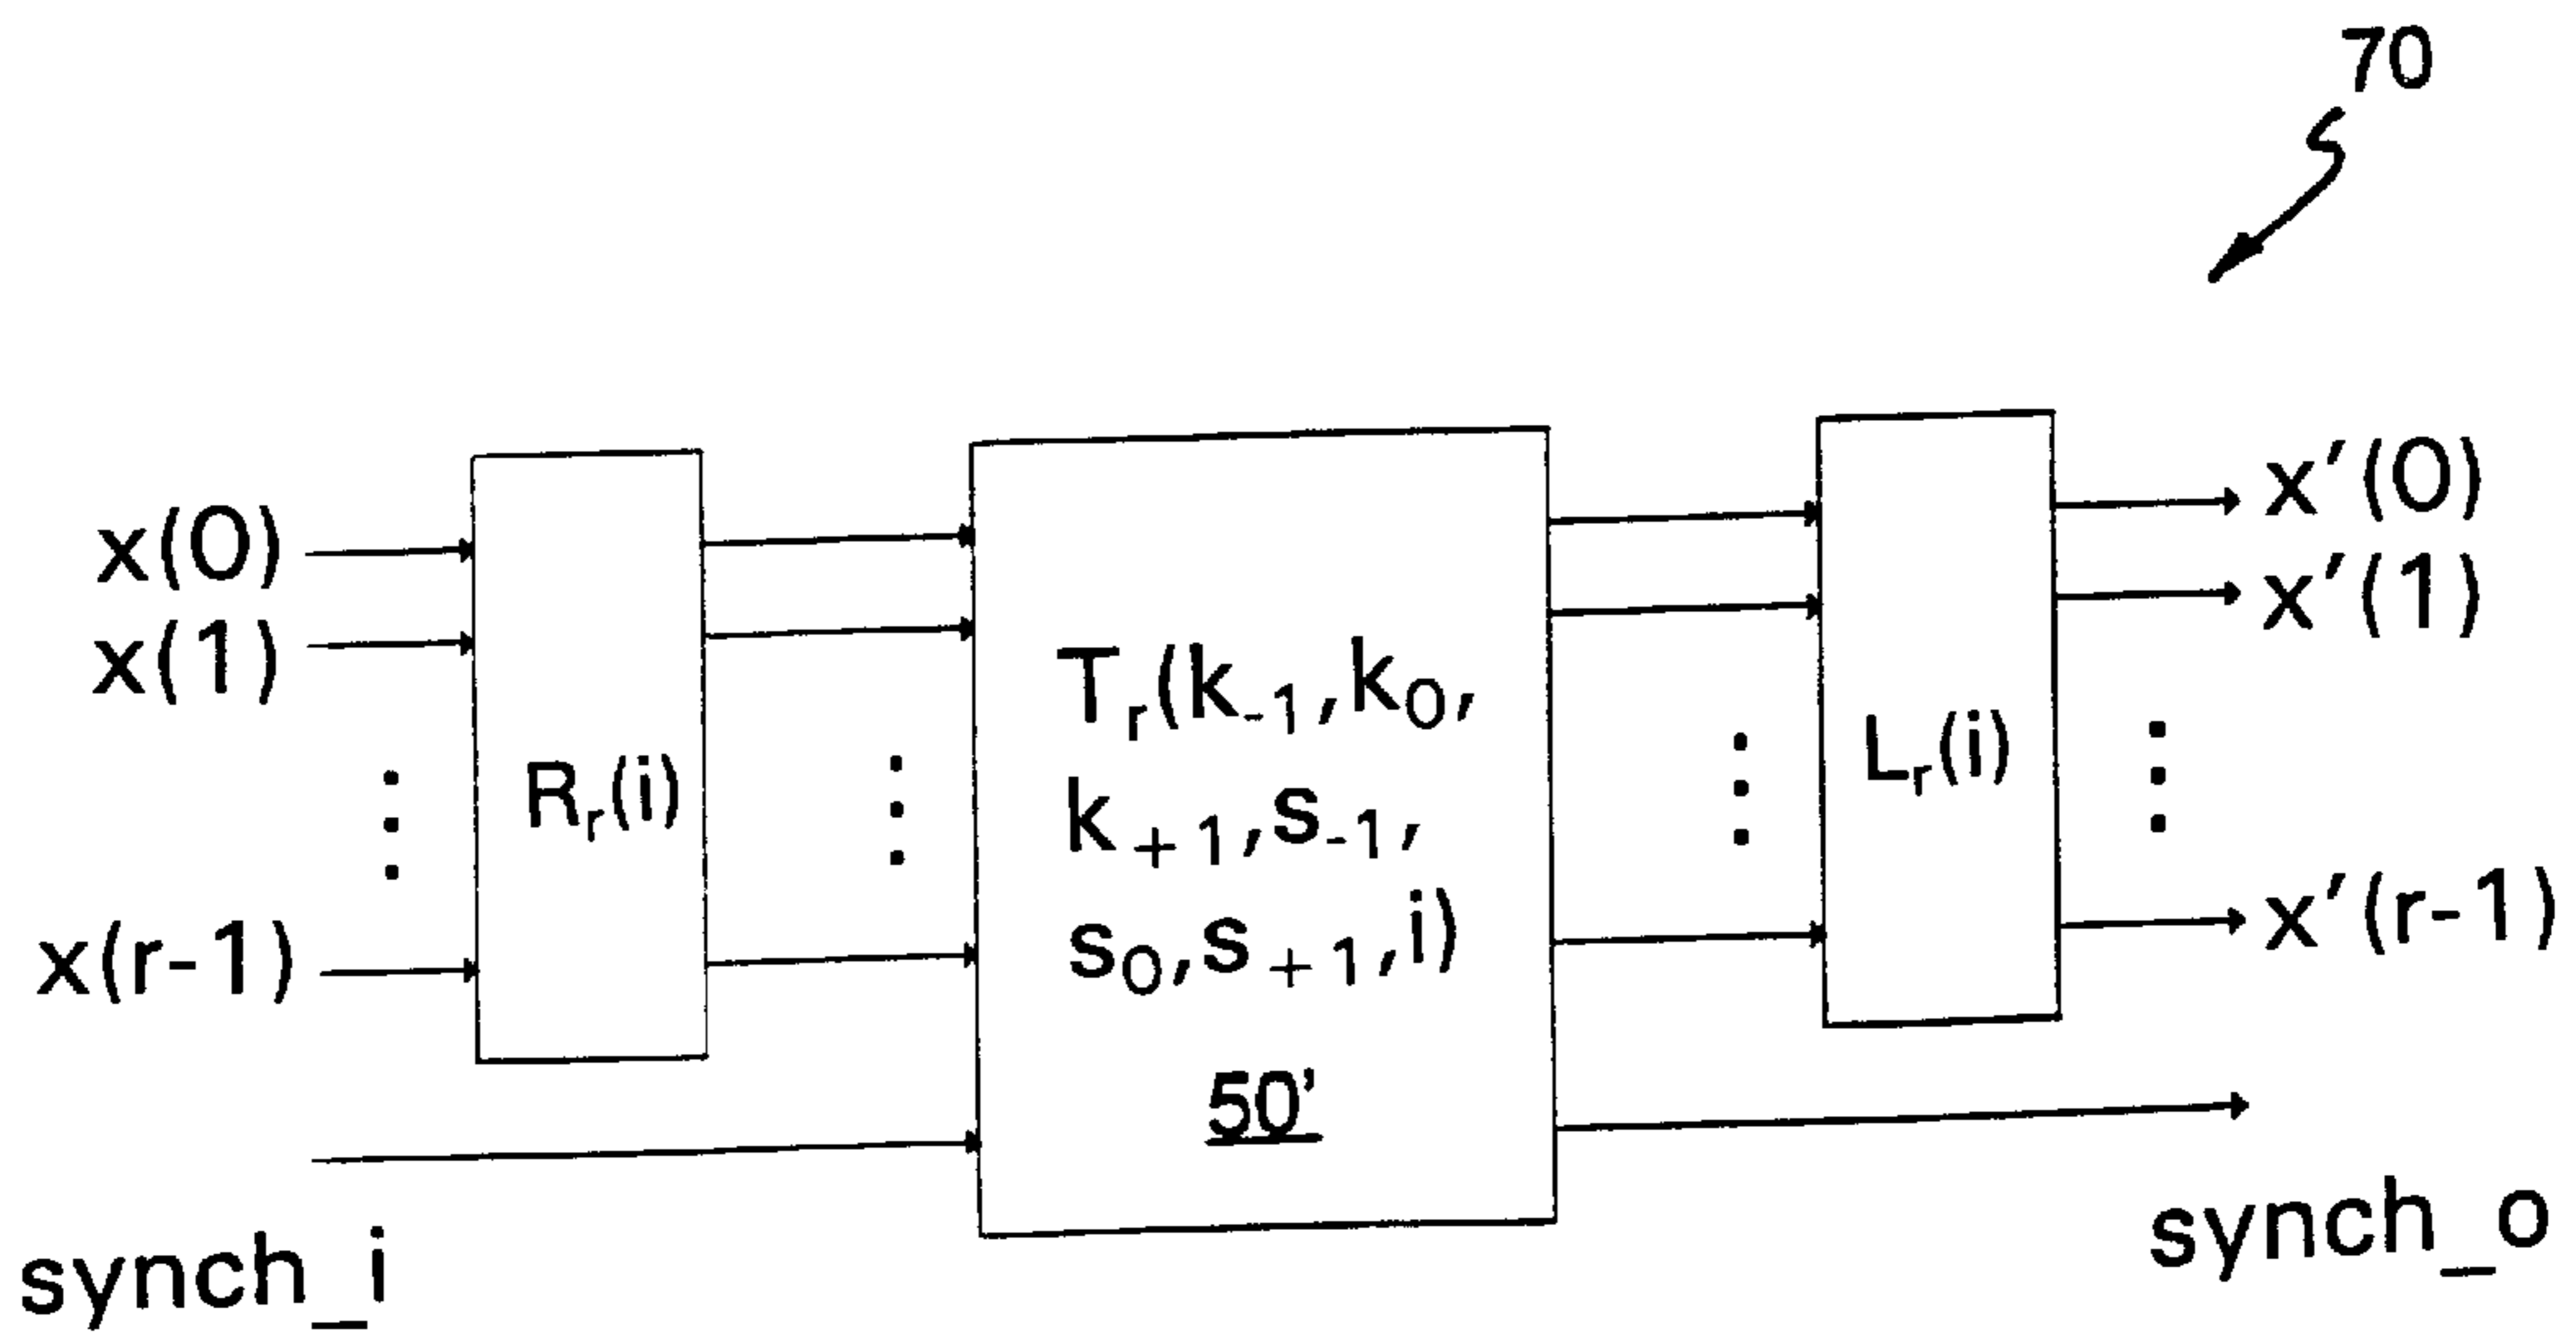 70
x(0)
x(1)
x(r-1)
synch_i
R_r(i)
T_r(k_-1,k_0,
k_+1,s_-1,
s_0,s_+1,i)
50'
L_r(i)
x'(0)
x'(1)
x'(r-1)
synch_o